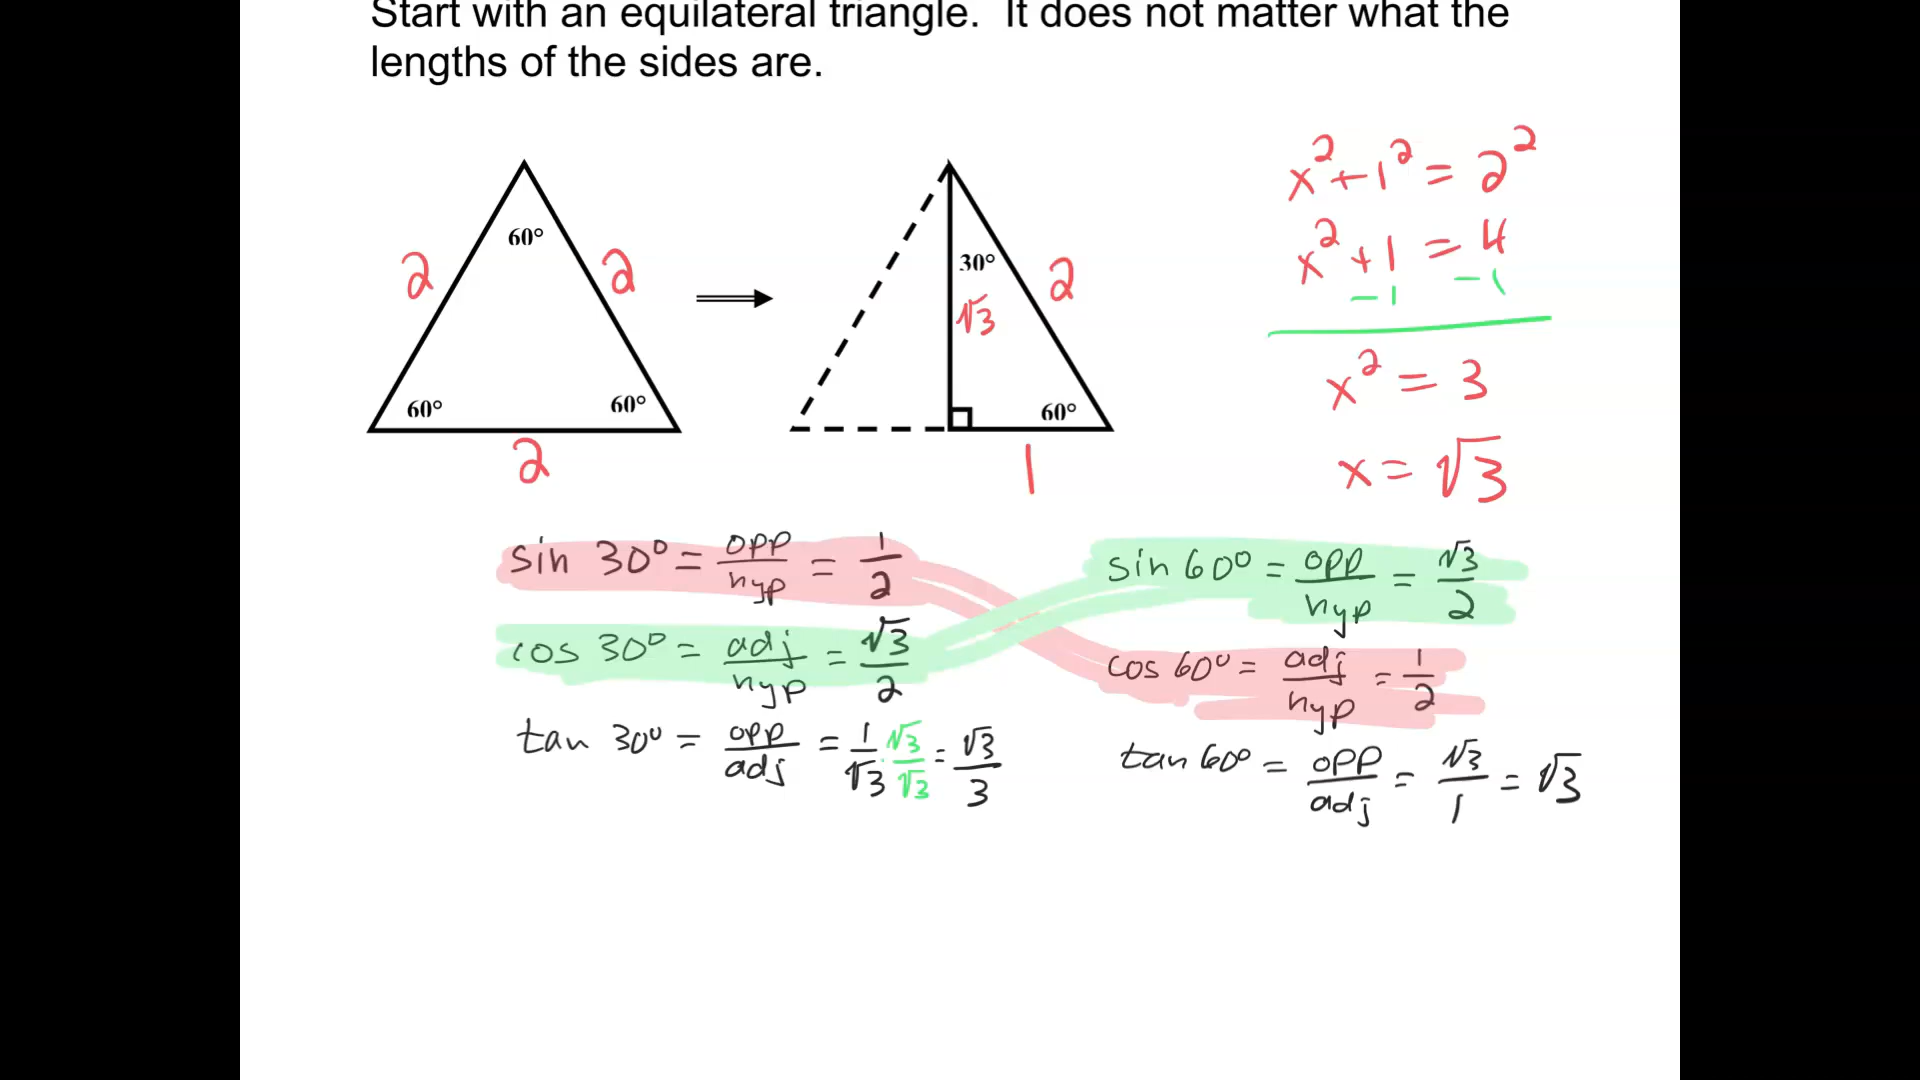 Start with an equilateral triangle. It does not matter what the
lengths of the sides are.
60°
2
2
60°
60°
2
30°
2
√3
60°
1
x² + 1² = 2²
x² + 1 = 4
-1 -1
x² = 3
x = √3
sin 30° = opp/hyp = 1/2
cos 30° = adj/hyp = √3/2
tan 30° = opp/adj = 1/√3 · √3/√3 = √3/3
sin 60° = opp/hyp = √3/2
cos 60° = adj/hyp = 1/2
tan 60° = opp/adj = √3/1 = √3